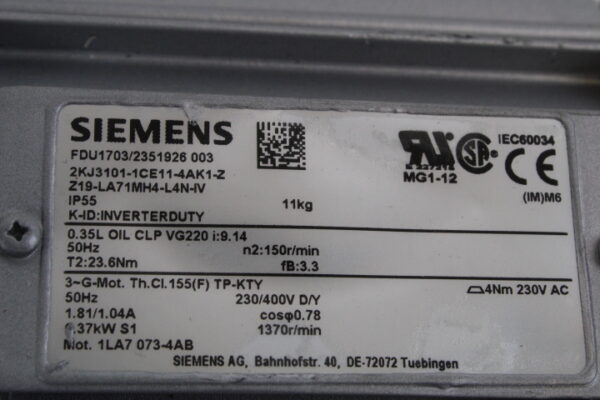 SIEMENS
FDU1703/2351926 003
2KJ3101-1CE11-4AK1-Z
Z19-LA71MH4-L4N-IV
IP55 11kg
K-ID:INVERTERDUTY
IEC60034
MG1-12
(IM)M6
0.35L OIL CLP VG220 i:9.14
50Hz n2:150r/min
T2:23.6Nm fB:3.3
3~G-Mot. Th.Cl.155(F) TP-KTY
50Hz 230/400V D/Y
4Nm 230V AC
1.81/1.04A cosφ0.78
.37kW S1 1370r/min
Mot. 1LA7 073-4AB
SIEMENS AG, Bahnhofstr. 40, DE-72072 Tuebingen